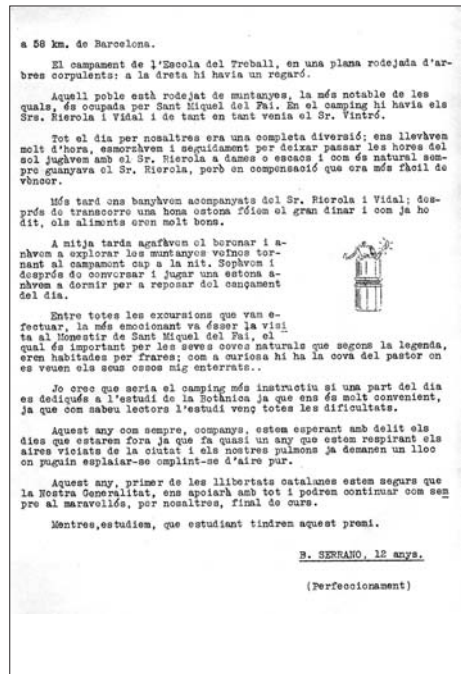 a 58 km. de Barcelona.
El campament de l'Escola del Treball, en una plana rodejada d'ar-
bres corpulents: a la dreta hi havia un regaró.
Aquell poble està rodejat de muntanyes, la més notable de les
quals, és ocupada per Sant Miquel del Fai. En el camping hi havia els
Srs. Rierola i Vidal i de tant en tant venia el Sr. Vintró.
Tot el dia per nosaltres era una completa diversió; ens llevàvem
molt d'hora, esmorzàvem i seguidament per deixar passar les hores del
sol jugàvem amb el Sr. Rierola a dames o escacs i com és natural sem-
pre guanyava el Sr. Rierola, però en compensació que era més fàcil de
vèncer.
Més tard ens banyàvem acompanyats del Sr. Rierola i Vidal; des-
prés de transcorre una bona estona féiem el gran dinar i com ja he
dit, els aliments eren molt bons.
A mitja tarda agafàvem el berenar i a-
nàvem a explorar les muntanyes veïnes tor-
nant al campament cap a la nit. Sopàvem i
després de conversar i jugar una estona a-
nàvem a dormir per a reposar del cançament
del dia.
Entre totes les excursions que vam e-
fectuar, la més emocionant va ésser la visi
ta al Monestir de Sant Miquel del Fai, el
qual és important per les seves coves naturals que segons la legenda,
eren habitades per frares; com a curiosa hi ha la cova del pastor on
es veuen els seus ossos mig enterrats..
Jo crec que seria el camping més instructiu si una part del dia
es dediqués a l'estudi de la Botànica ja que ens és molt convenient,
ja que com sabeu lectors l'estudi venç totes les dificultats.
Aquest any com sempre, companys, estem esperant amb delit els
dies que estarem fora ja que fa quasi un any que estem respirant els
aires viciats de la ciutat i els nostres pulmons ja demanen un lloc
on puguin esplaiar-se omplint-se d'aire pur.
Aquest any, primer de les llibertats catalanes estem segurs que
la Nostra Generalitat, ens apoiarà amb tot i podrem continuar com sem
pre al maravellós, per nosaltres, final de curs.
Mentres,estudiem, que estudiant tindrem aquest premi.
B. SERRANO, 12 anys.
(Perfeccionament)